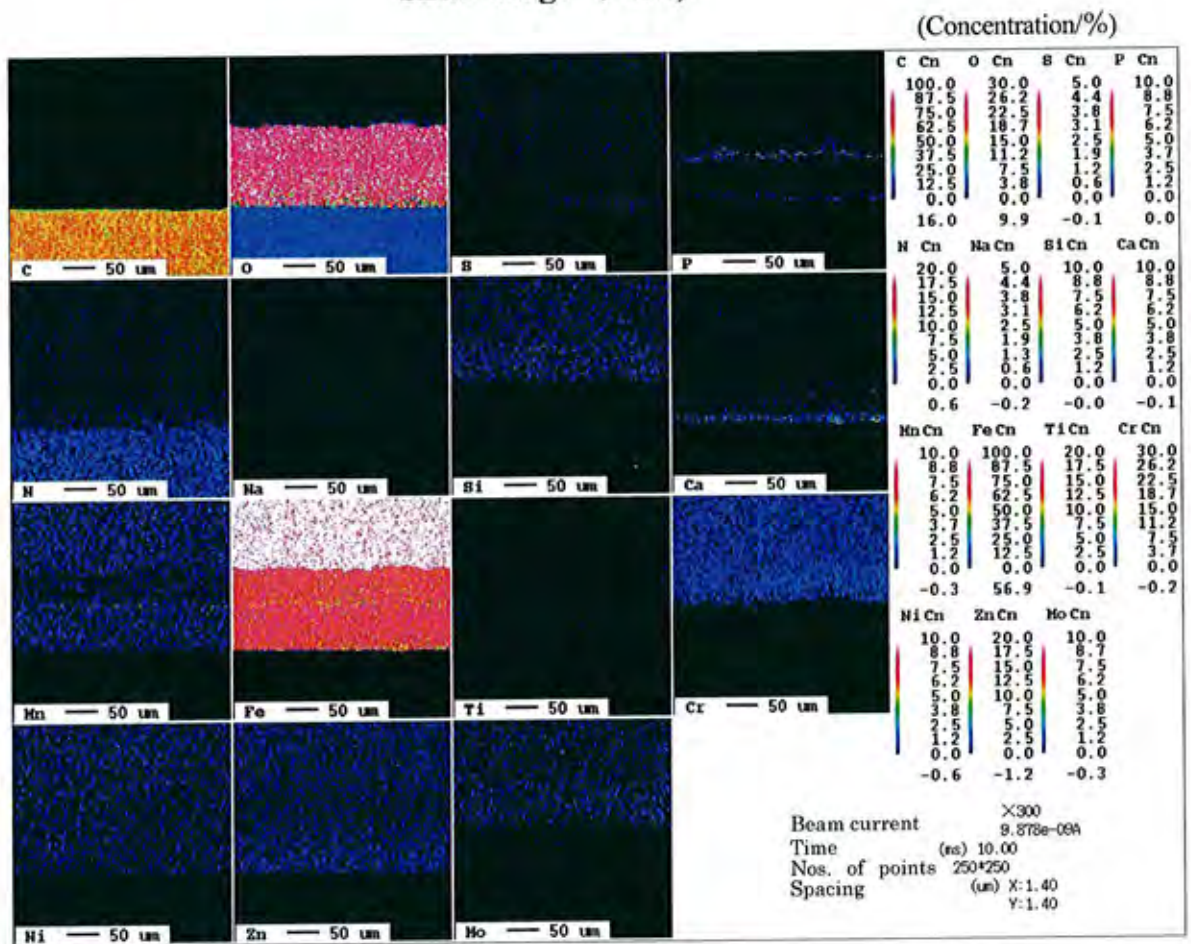 (Concentration/%)
C Cn O Cn S Cn P Cn
100.0 30.0 5.0 10.0
87.5 26.2 4.4 8.8
75.0 22.5 3.8 7.5
62.5 18.7 3.1 6.2
50.0 15.0 2.5 5.0
37.5 11.2 1.9 3.7
25.0 7.5 1.2 2.5
12.5 3.8 0.6 1.2
0.0 0.0 0.0 0.0
16.0 9.9 -0.1 0.0
C 50 um O 50 um S 50 um P 50 um
N Cn Na Cn Si Cn Ca Cn
20.0 5.0 10.0 10.0
17.5 4.4 8.8 8.8
15.0 3.8 7.5 7.5
12.5 3.1 6.2 6.2
10.0 2.5 5.0 5.0
7.5 1.9 3.8 3.8
5.0 1.3 2.5 2.5
2.5 0.6 1.2 1.2
0.0 0.0 0.0 0.0
0.6 -0.2 -0.0 -0.1
N 50 um Na 50 um Si 50 um Ca 50 um
Mn Cn Fe Cn Ti Cn Cr Cn
10.0 100.0 20.0 30.0
8.8 87.5 17.5 26.2
7.5 75.0 15.0 22.5
6.2 62.5 12.5 18.7
5.0 50.0 10.0 15.0
3.7 37.5 7.5 11.2
2.5 25.0 5.0 7.5
1.2 12.5 2.5 3.7
0.0 0.0 0.0 0.0
-0.3 56.9 -0.1 -0.2
Mn 50 um Fe 50 um Ti 50 um Cr 50 um
Ni Cn Zn Cn Mo Cn
10.0 20.0 10.0
8.8 17.5 8.7
7.5 15.0 7.5
6.2 12.5 6.2
5.0 10.0 5.0
3.8 7.5 3.8
2.5 5.0 2.5
1.2 2.5 1.2
0.0 0.0 0.0
-0.6 -1.2 -0.3
×300
Beam current 9.878e-09A
Time (ms) 10.00
Nos. of points 250*250
Spacing (um) X:1.40
Y:1.40
Ni 50 um Zn 50 um Mo 50 um